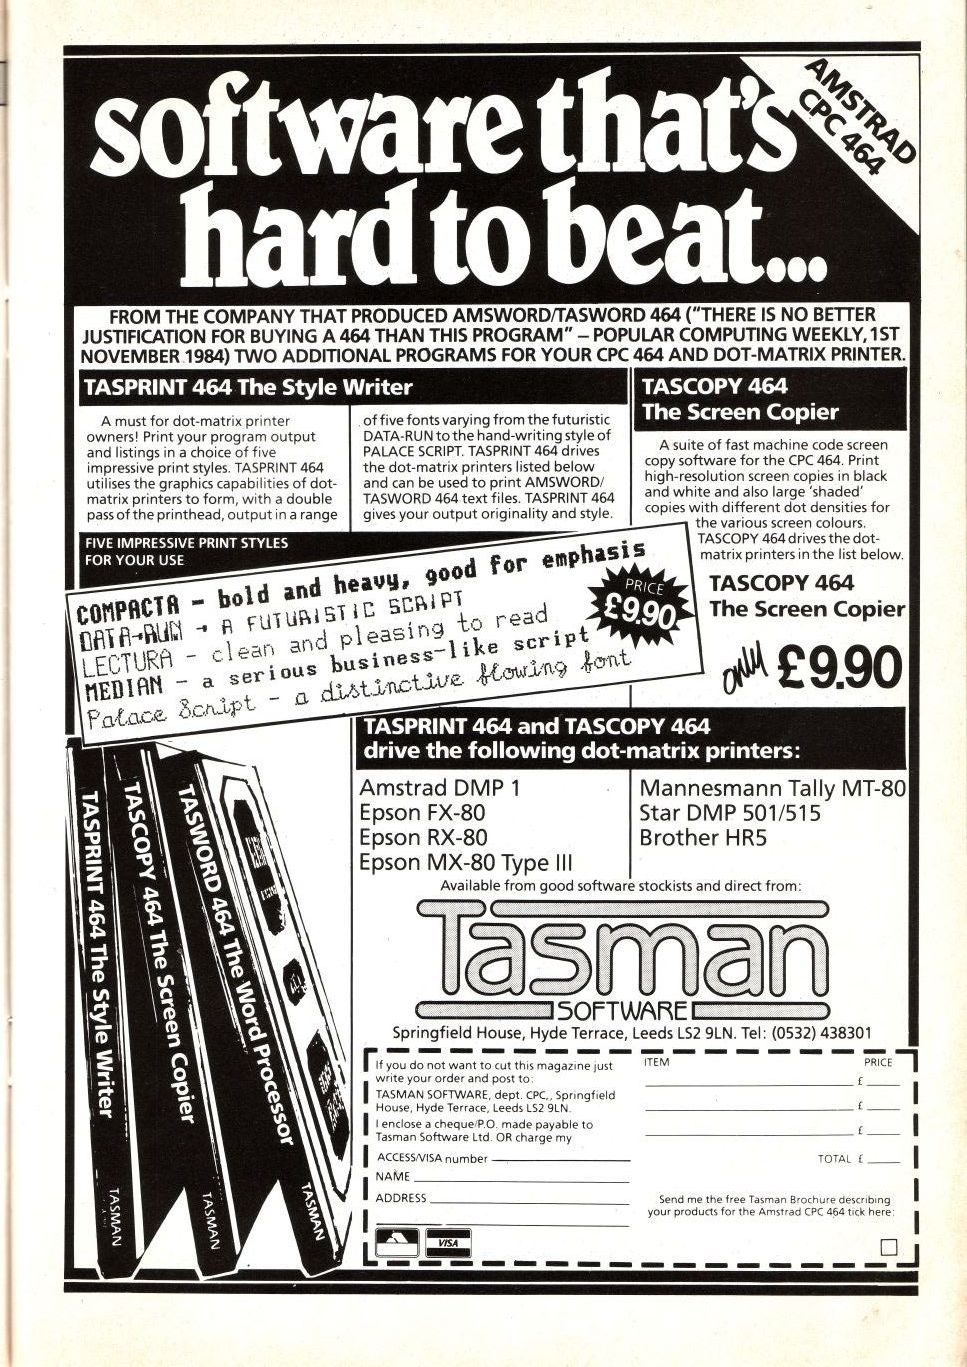 software that's
hard to beat...
AMSTRAD
CPC 464
FROM THE COMPANY THAT PRODUCED AMSWORD/TASWORD 464 ("THERE IS NO BETTER
JUSTIFICATION FOR BUYING A 464 THAN THIS PROGRAM" – POPULAR COMPUTING WEEKLY, 1ST
NOVEMBER 1984) TWO ADDITIONAL PROGRAMS FOR YOUR CPC 464 AND DOT-MATRIX PRINTER.
TASPRINT 464 The Style Writer
A must for dot-matrix printer
owners! Print your program output
and listings in a choice of five
impressive print styles. TASPRINT 464
utilises the graphics capabilities of dot-
matrix printers to form, with a double
pass of the printhead, output in a range
of five fonts varying from the futuristic
DATA-RUN to the hand-writing style of
PALACE SCRIPT. TASPRINT 464 drives
the dot-matrix printers listed below
and can be used to print AMSWORD/
TASWORD 464 text files. TASPRINT 464
gives your output originality and style.
TASCOPY 464
The Screen Copier
A suite of fast machine code screen
copy software for the CPC 464. Print
high-resolution screen copies in black
and white and also large 'shaded'
copies with different dot densities for
the various screen colours.
TASCOPY 464 drives the dot-
matrix printers in the list below.
FIVE IMPRESSIVE PRINT STYLES
FOR YOUR USE
COMPACTA - bold and heavy, good for emphasis
DATA-RUN - A FUTURISTIC SCRIPT
LECTURA - clean and pleasing to read
MEDIAN - a serious business-like script
Palace Script - a distinctive flowing font
PRICE
£9.90
TASCOPY 464
The Screen Copier
only £9.90
TASPRINT 464 and TASCOPY 464
drive the following dot-matrix printers:
Amstrad DMP 1
Epson FX-80
Epson RX-80
Epson MX-80 Type III
Mannesmann Tally MT-80
Star DMP 501/515
Brother HR5
Available from good software stockists and direct from:
Tasman
SOFTWARE
Springfield House, Hyde Terrace, Leeds LS2 9LN. Tel: (0532) 438301
TASPRINT 464 The Style Writer
TASMAN
TASCOPY 464 The Screen Copier
TASMAN
TASWORD 464 The Word Processor
TASMAN
If you do not want to cut this magazine just
write your order and post to:
TASMAN SOFTWARE, dept. CPC,, Springfield
House, Hyde Terrace, Leeds LS2 9LN.
I enclose a cheque/P.O. made payable to
Tasman Software Ltd. OR charge my
ACCESS/VISA number
NAME
ADDRESS
VISA
ITEM PRICE
£
£
£
TOTAL £
Send me the free Tasman Brochure describing
your products for the Amstrad CPC 464 tick here: